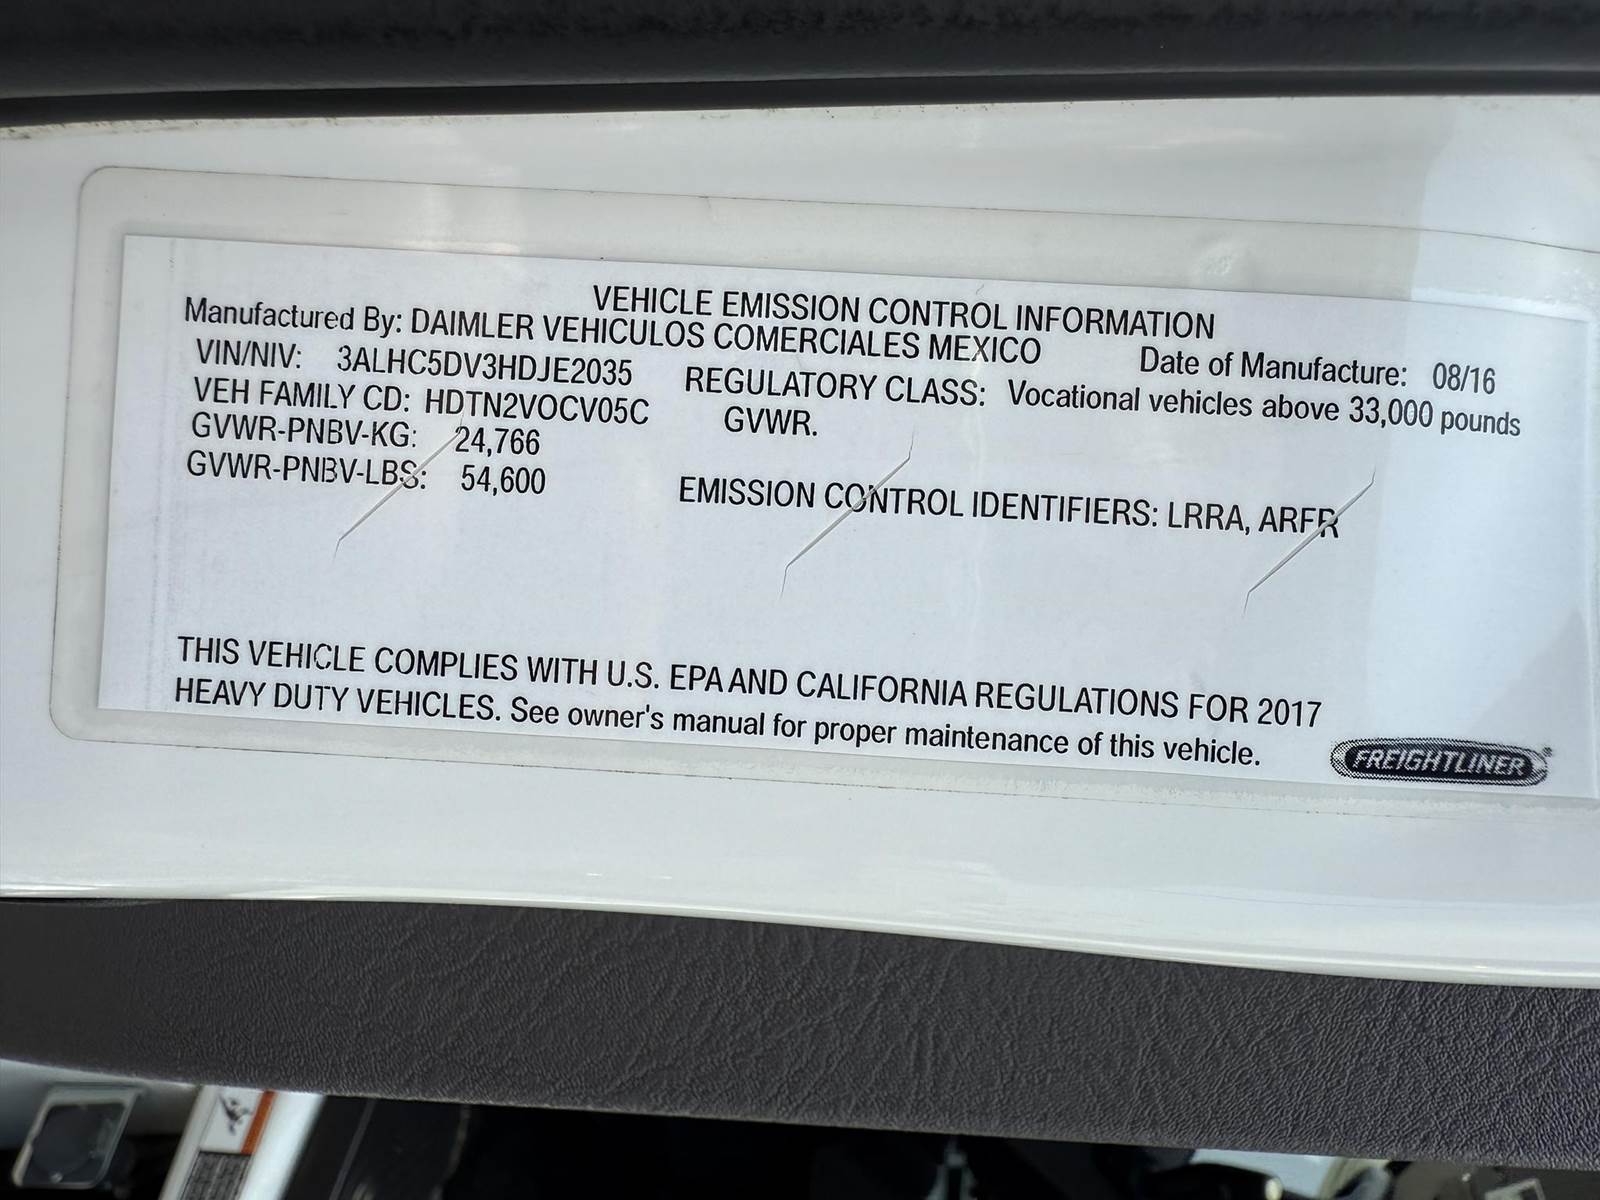 VEHICLE EMISSION CONTROL INFORMATION
Manufactured By: DAIMLER VEHICULOS COMERCIALES MEXICO Date of Manufacture: 08/16
VIN/NIV: 3ALHC5DV3HDJE2035 REGULATORY CLASS: Vocational vehicles above 33,000 pounds
VEH FAMILY CD: HDTN2VOCV05C GVWR.
GVWR-PNBV-KG: 24,766
GVWR-PNBV-LBS: 54,600 EMISSION CONTROL IDENTIFIERS: LRRA, ARFR
THIS VEHICLE COMPLIES WITH U.S. EPA AND CALIFORNIA REGULATIONS FOR 2017
HEAVY DUTY VEHICLES. See owner's manual for proper maintenance of this vehicle.
FREIGHTLINER